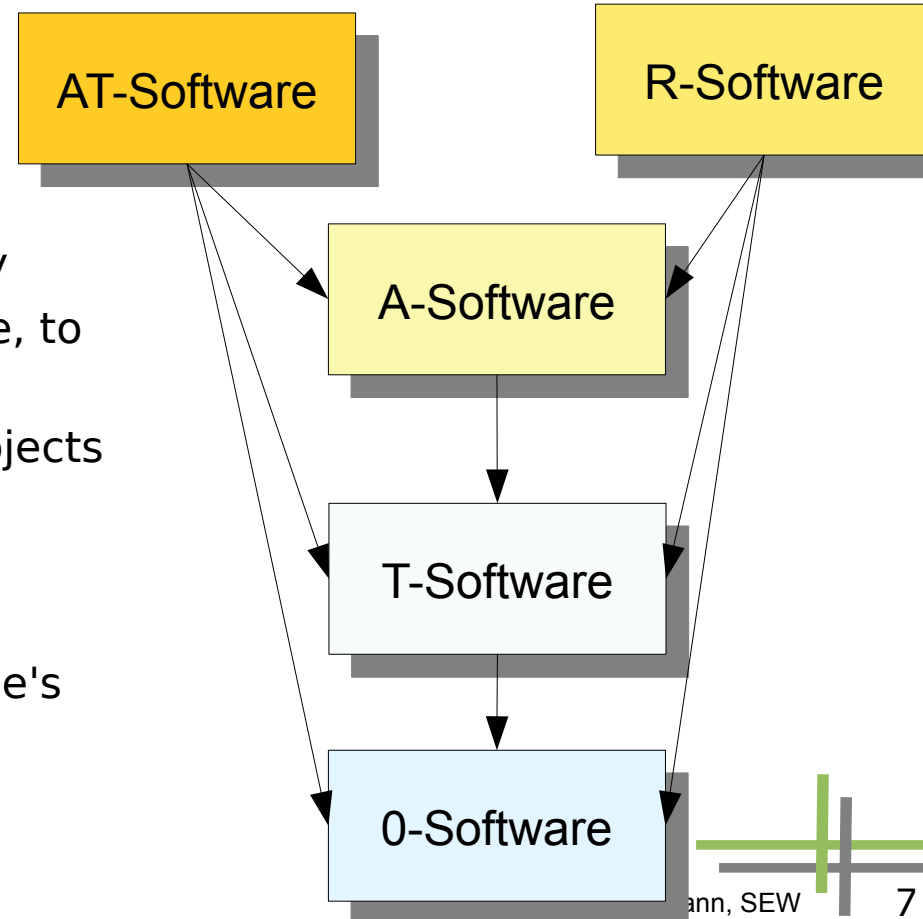 AT-Software
R-Software
y
A-Software
e, to
jects
T-Software
e's
0-Software
ann, SEW
7